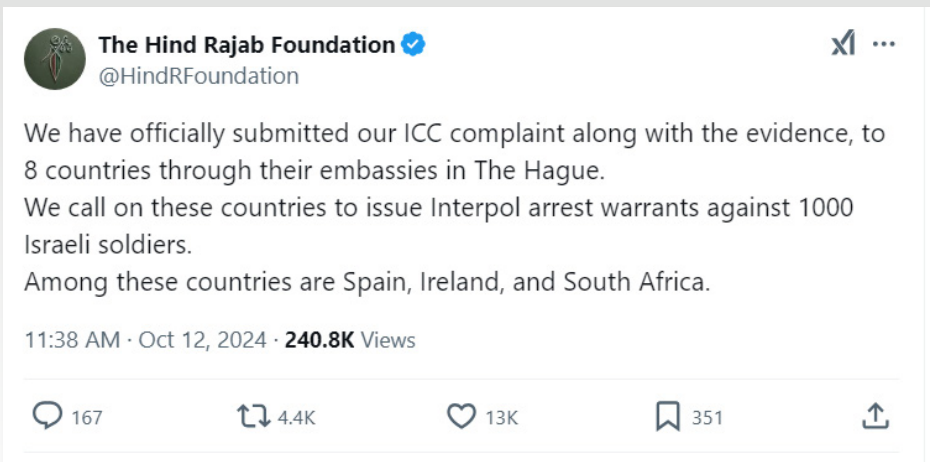 The Hind Rajab Foundation
@HindRFoundation
We have officially submitted our ICC complaint along with the evidence, to
8 countries through their embassies in The Hague.
We call on these countries to issue Interpol arrest warrants against 1000
Israeli soldiers.
Among these countries are Spain, Ireland, and South Africa.
11:38 AM · Oct 12, 2024 · 240.8K Views
167 4.4K 13K 351